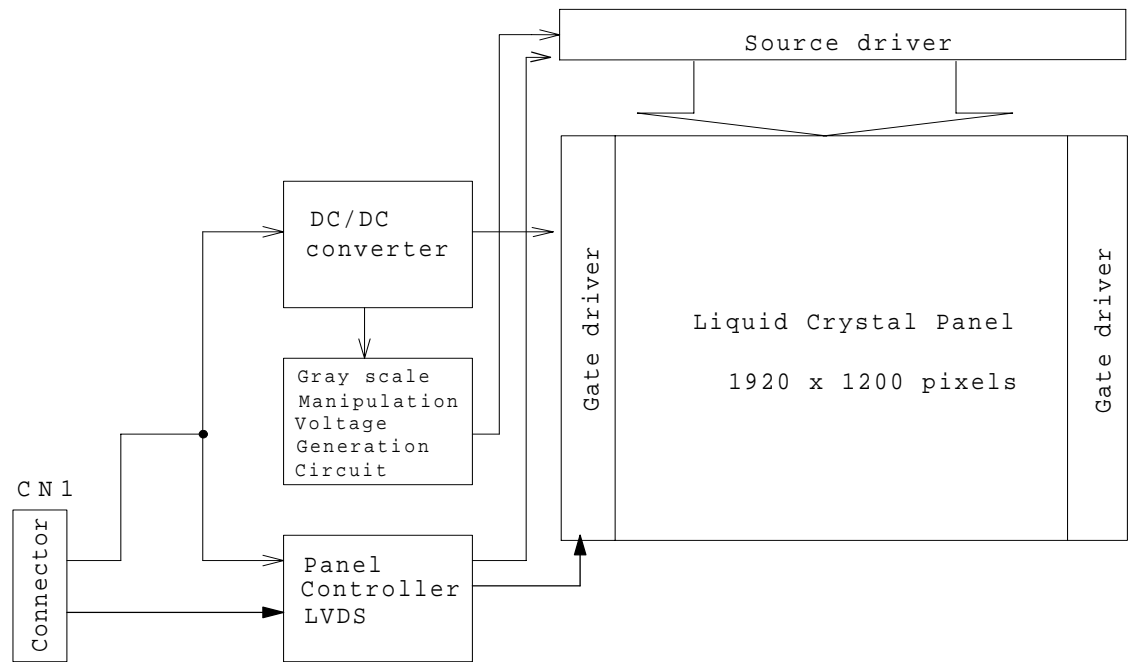 Source driver
DC/DC
converter
Gate driver
Liquid Crystal Panel
1920 x 1200 pixels
Gate driver
Gray scale
Manipulation
Voltage
Generation
Circuit
CN1
Connector
Panel
Controller
LVDS